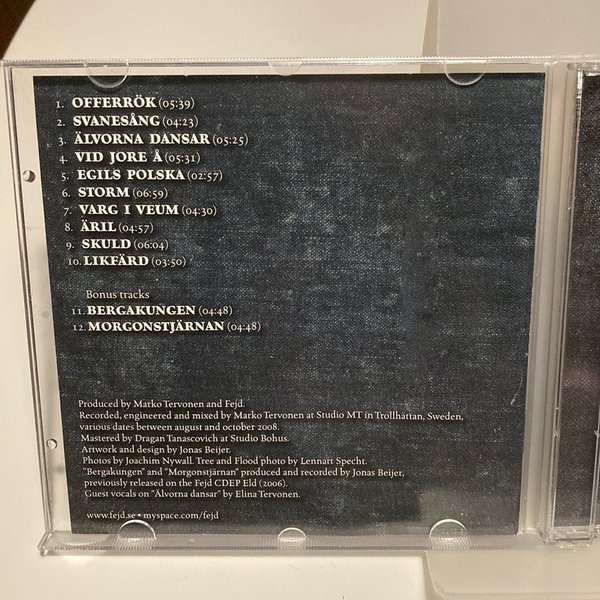 1. OFFERRÖK (05:39)
2. SVANESÅNG (04:23)
3. ÄLVORNA DANSAR (05:25)
4. VID JORE Å (05:31)
5. EGILS POLSKA (02:57)
6. STORM (06:59)
7. VARG I VEUM (04:30)
8. ÄRIL (04:57)
9. SKULD (06:04)
10. LIKFÄRD (03:50)
Bonus tracks
11. BERGAKUNGEN (04:48)
12. MORGONSTJÄRNAN (04:48)
Produced by Marko Tervonen and Fejd.
Recorded, engineered and mixed by Marko Tervonen at Studio MT in Trollhättan, Sweden,
various dates between august and october 2008.
Mastered by Dragan Tanascovich at Studio Bohus.
Artwork and design by Jonas Beijer.
Photos by Joachim Nywall. Tree and Flood photo by Lennart Specht.
"Bergakungen" and "Morgonstjärnan" produced and recorded by Jonas Beijer,
previously released on the Fejd CDEP Eld (2006).
Guest vocals on "Älvorna dansar" by Elina Tervonen.
www.fejd.se • myspace.com/fejd